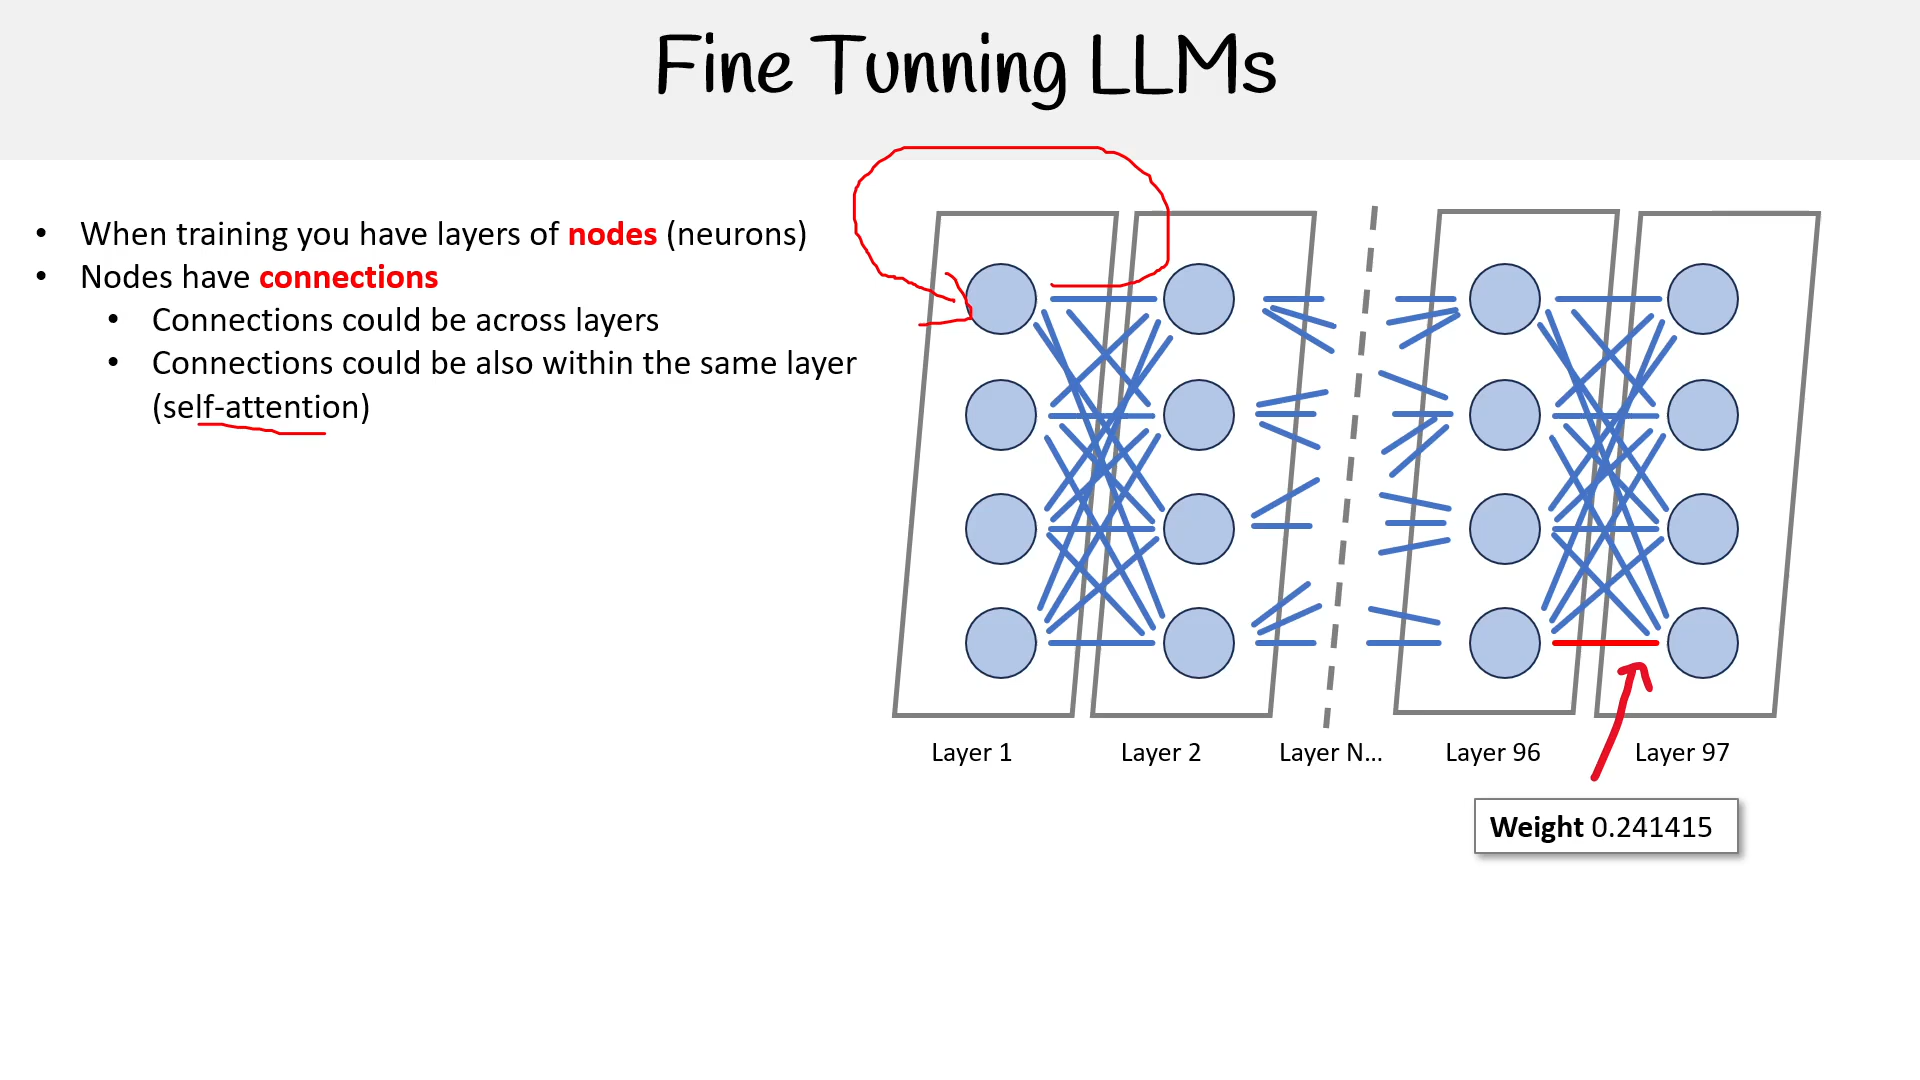 Fine Tunning LLMs
• When training you have layers of nodes (neurons)
• Nodes have connections
• Connections could be across layers
• Connections could be also within the same layer
(self-attention)
Layer 1
Layer 2
Layer N...
Layer 96
Layer 97
Weight 0.241415